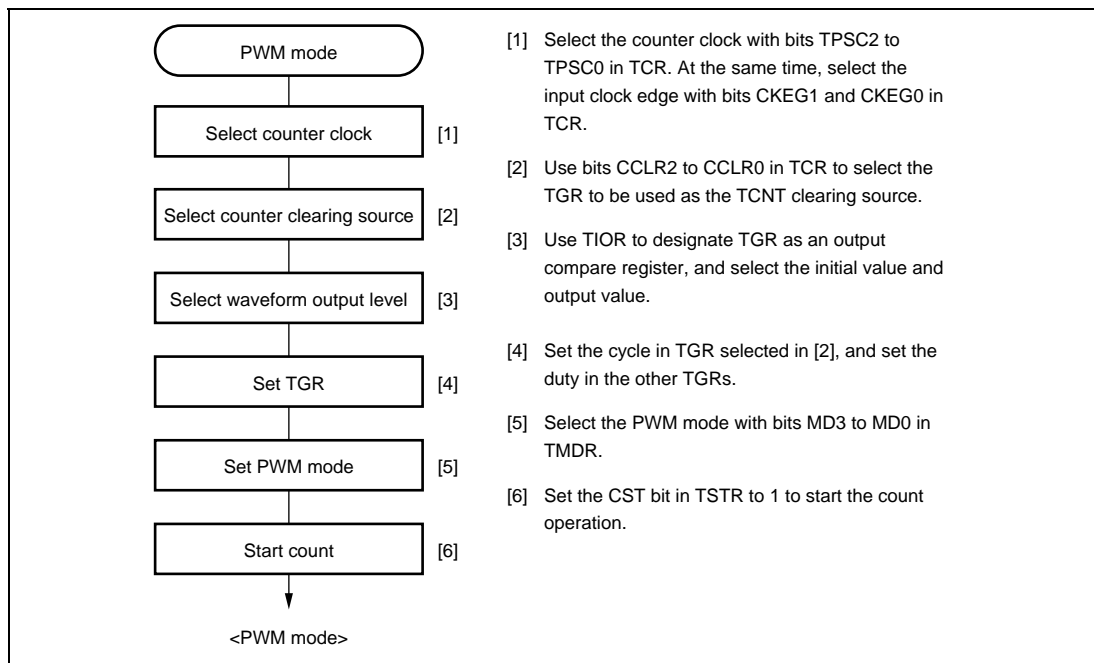 PWM mode
Select counter clock [1]
Select counter clearing source [2]
Select waveform output level [3]
Set TGR [4]
Set PWM mode [5]
Start count [6]
<PWM mode>
[1] Select the counter clock with bits TPSC2 to
TPSC0 in TCR. At the same time, select the
input clock edge with bits CKEG1 and CKEG0 in
TCR.
[2] Use bits CCLR2 to CCLR0 in TCR to select the
TGR to be used as the TCNT clearing source.
[3] Use TIOR to designate TGR as an output
compare register, and select the initial value and
output value.
[4] Set the cycle in TGR selected in [2], and set the
duty in the other TGRs.
[5] Select the PWM mode with bits MD3 to MD0 in
TMDR.
[6] Set the CST bit in TSTR to 1 to start the count
operation.